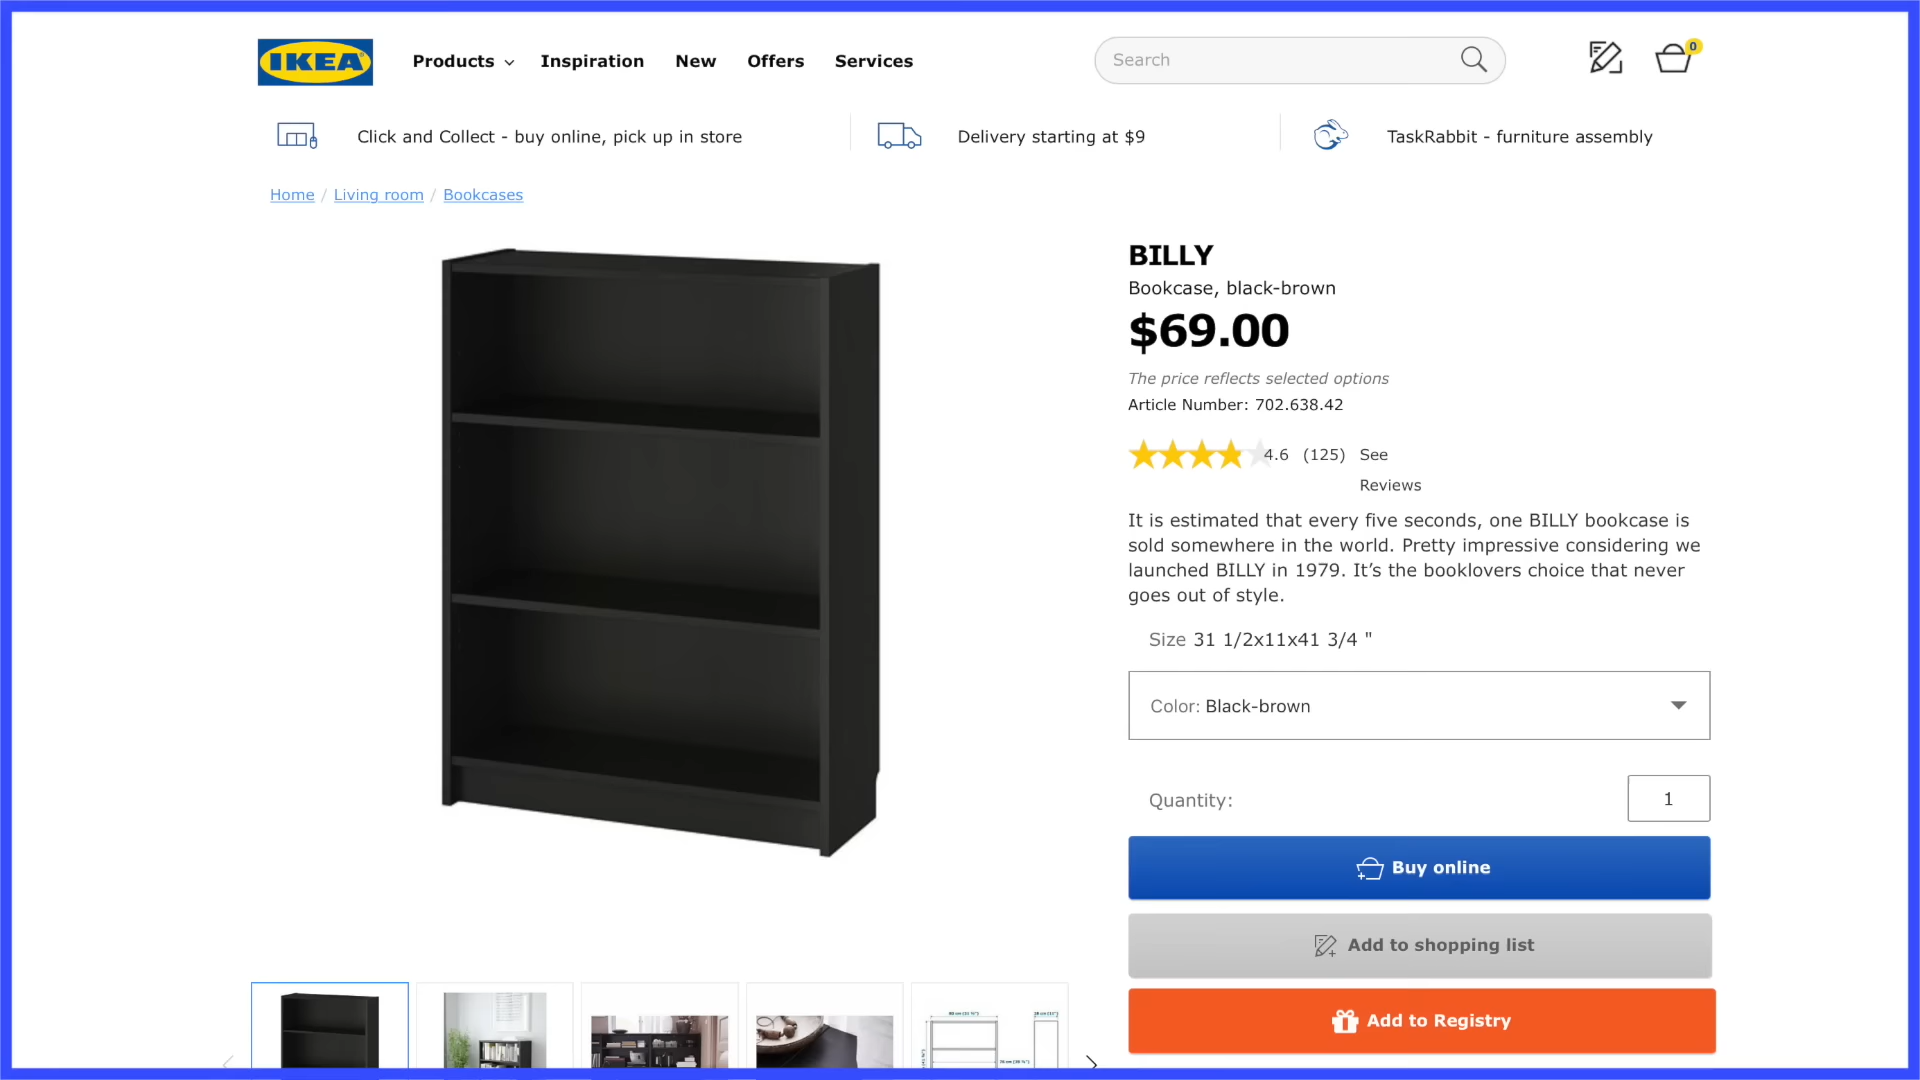 IKEA
Products
Inspiration
New
Offers
Services
Search
0
Click and Collect - buy online, pick up in store
Delivery starting at $9
TaskRabbit - furniture assembly
Home / Living room / Bookcases
BILLY
Bookcase, black-brown
$69.00
The price reflects selected options
Article Number: 702.638.42
4.6 (125) See
Reviews
It is estimated that every five seconds, one BILLY bookcase is
sold somewhere in the world. Pretty impressive considering we
launched BILLY in 1979. It’s the booklovers choice that never
goes out of style.
Size 31 1/2x11x41 3/4 "
Color: Black-brown
Quantity: 1
Buy online
Add to shopping list
Add to Registry